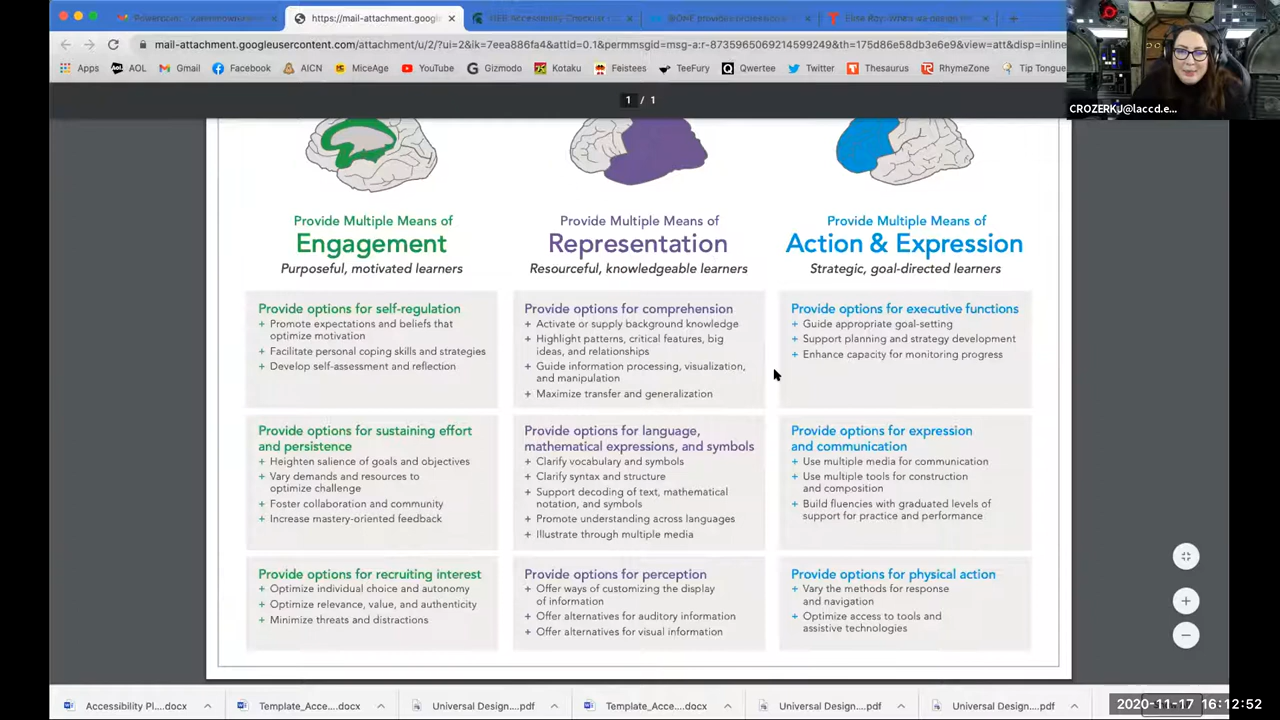 https://mail-attachment.googl
mail-attachment.googleusercontent.com/attachment/u/2/?ui=2&ik=7eea886fa4&attid=0.1&permmsgid=msg-a:r-8735965069214599249&th=175d86e58db3e6e9&view=att&disp=inline
Apps
AOL
Gmail
Facebook
AICN
MiceAge
YouTube
Gizmodo
Kotaku
Feistees
TeeFury
Qwertee
Twitter
Thesaurus
RhymeZone
Tip Tongue
CROZERKJ@laccd.e...
1 / 1
Provide Multiple Means of
Engagement
Purposeful, motivated learners
Provide options for self-regulation
+ Promote expectations and beliefs that
optimize motivation
+ Facilitate personal coping skills and strategies
+ Develop self-assessment and reflection
Provide options for sustaining effort
and persistence
+ Heighten salience of goals and objectives
+ Vary demands and resources to
optimize challenge
+ Foster collaboration and community
+ Increase mastery-oriented feedback
Provide options for recruiting interest
+ Optimize individual choice and autonomy
+ Optimize relevance, value, and authenticity
+ Minimize threats and distractions
Provide Multiple Means of
Representation
Resourceful, knowledgeable learners
Provide options for comprehension
+ Activate or supply background knowledge
+ Highlight patterns, critical features, big
ideas, and relationships
+ Guide information processing, visualization,
and manipulation
+ Maximize transfer and generalization
Provide options for language,
mathematical expressions, and symbols
+ Clarify vocabulary and symbols
+ Clarify syntax and structure
+ Support decoding of text, mathematical
notation, and symbols
+ Promote understanding across languages
+ Illustrate through multiple media
Provide options for perception
+ Offer ways of customizing the display
of information
+ Offer alternatives for auditory information
+ Offer alternatives for visual information
Provide Multiple Means of
Action & Expression
Strategic, goal-directed learners
Provide options for executive functions
+ Guide appropriate goal-setting
+ Support planning and strategy development
+ Enhance capacity for monitoring progress
Provide options for expression
and communication
+ Use multiple media for communication
+ Use multiple tools for construction
and composition
+ Build fluencies with graduated levels of
support for practice and performance
Provide options for physical action
+ Vary the methods for response
and navigation
+ Optimize access to tools and
assistive technologies
Accessibility Pl....docx
Template_Acce....docx
Universal Design....pdf
Template_Acce....docx
Universal Design....pdf
Universal Design....pdf
2020-11-17 16:12:52